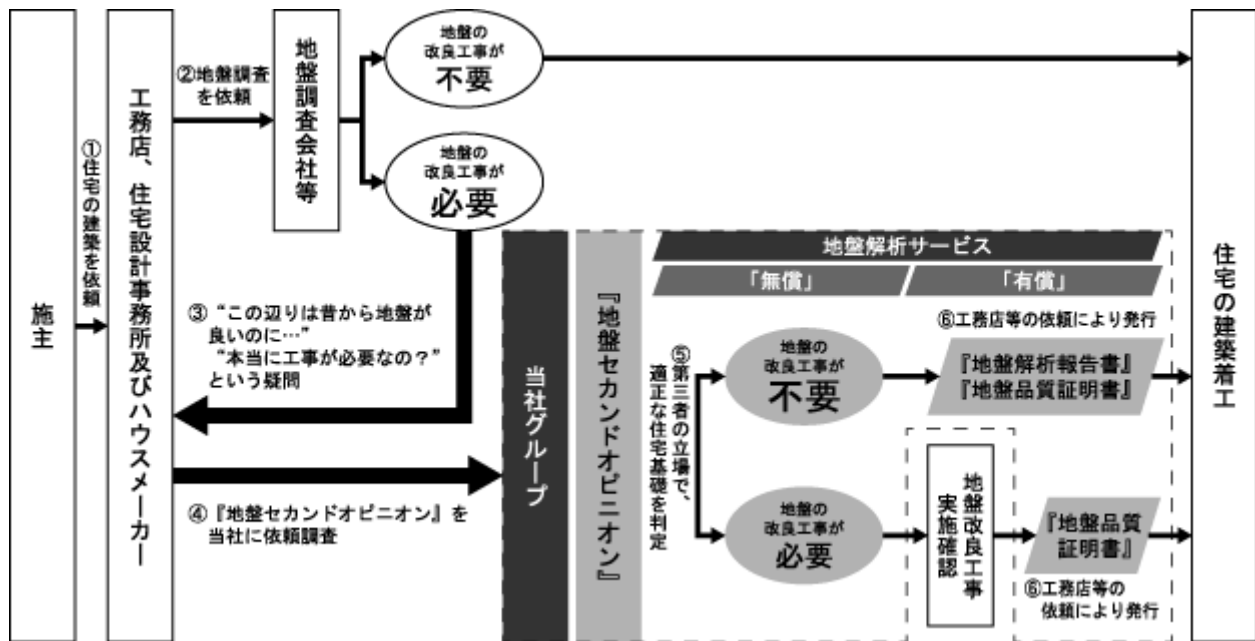 施主
①住宅の建築を依頼
工務店、住宅設計事務所及びハウスメーカー
②地盤調査
を依頼
地盤調査会社等
地盤の
改良工事が
不要
地盤の
改良工事が
必要
③“この辺りは昔から地盤が
良いのに…”
“本当に工事が必要なの？”
という疑問
④『地盤セカンドオピニオン』を
当社に依頼調査
当社グループ
『地盤セカンドオピニオン』
地盤解析サービス
「無償」
「有償」
⑤第三者の立場で、
適正な住宅基礎を判定
地盤の
改良工事が
不要
⑥工務店等の依頼により発行
『地盤解析報告書』
『地盤品質証明書』
地盤の
改良工事が
必要
地盤改良工事
実施確認
『地盤品質
証明書』
⑥工務店等の
依頼により発行
住宅の建築着工